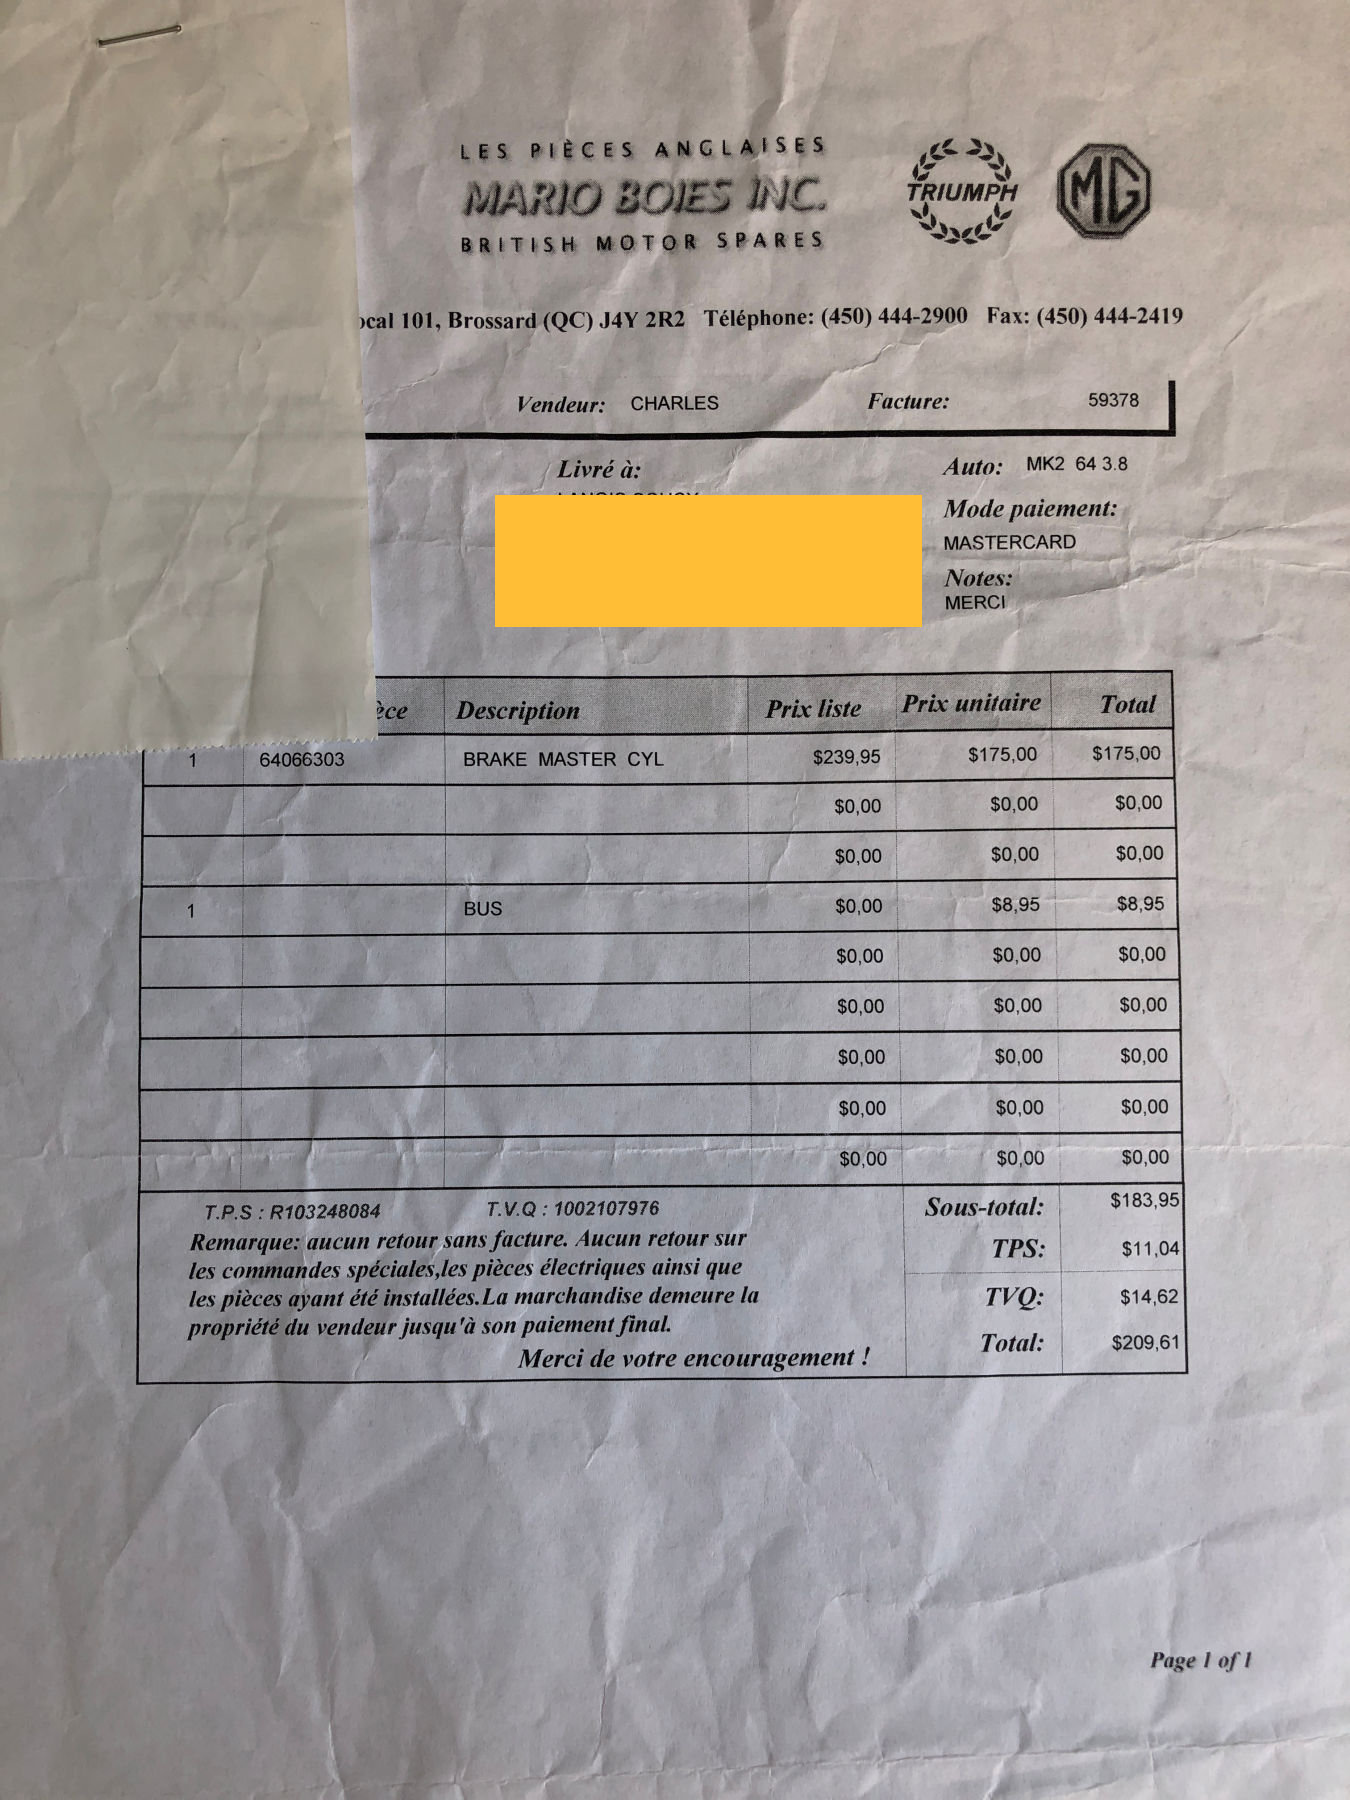 LES PIÈCES ANGLAISES
MARIO BOIES INC.
BRITISH MOTOR SPARES
TRIUMPH
MG
101, Brossard (QC) J4Y 2R2 Téléphone: (450) 444-2900 Fax: (450) 444-2419
Vendeur: CHARLES Facture: 59378
Livré à: Auto: MK2 64 3.8
Mode paiement:
MASTERCARD
Notes:
MERCI
Description Prix liste Prix unitaire Total
1 64066303 BRAKE MASTER CYL $239,95 $175,00 $175,00
$0,00 $0,00 $0,00
$0,00 $0,00 $0,00
1 BUS $0,00 $8,95 $8,95
$0,00 $0,00 $0,00
$0,00 $0,00 $0,00
$0,00 $0,00 $0,00
$0,00 $0,00 $0,00
$0,00 $0,00 $0,00
T.P.S : R103248084 T.V.Q : 1002107976 Sous-total: $183,95
Remarque: aucun retour sans facture. Aucun retour sur
les commandes spéciales,les pièces électriques ainsi que TPS: $11,04
les pièces ayant été installées.La marchandise demeure la TVQ: $14,62
propriété du vendeur jusqu'à son paiement final.
Merci de votre encouragement ! Total: $209,61
Page 1 of 1